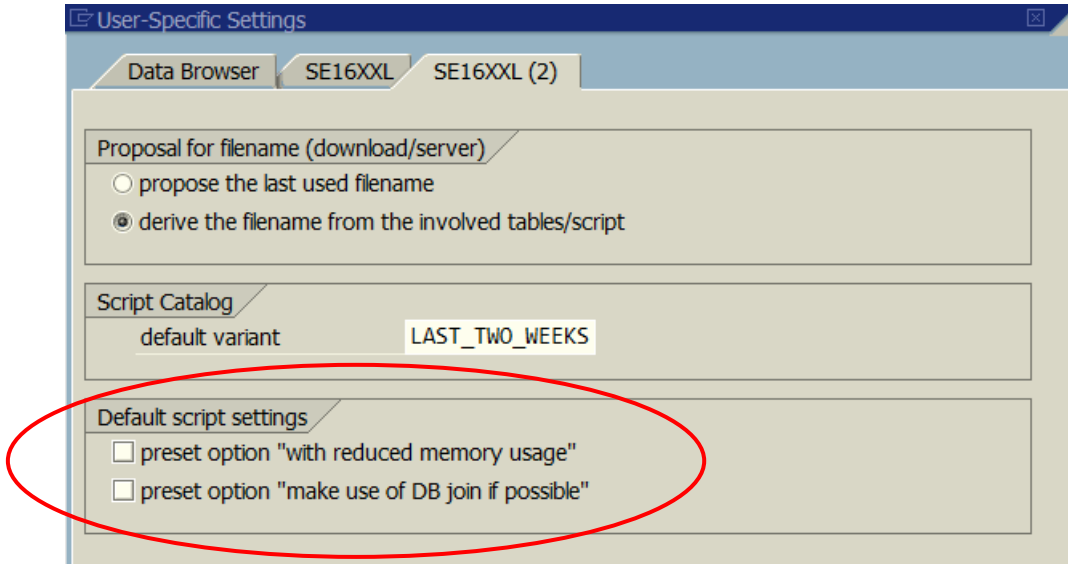 User-Specific Settings
Data Browser SE16XXL SE16XXL (2)
Proposal for filename (download/server)
propose the last used filename
derive the filename from the involved tables/script
Script Catalog
default variant LAST_TWO_WEEKS
Default script settings
preset option "with reduced memory usage"
preset option "make use of DB join if possible"